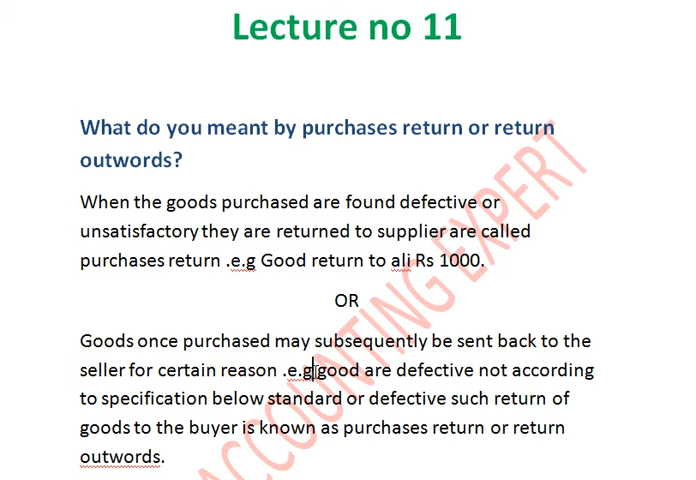 Lecture no 11
What do you meant by purchases return or return
outwords?
When the goods purchased are found defective or
unsatisfactory they are returned to supplier are called
purchases return .e.g Good return to ali Rs 1000.
OR
Goods once purchased may subsequently be sent back to the
seller for certain reason .e.g good are defective not according
to specification below standard or defective such return of
goods to the buyer is known as purchases return or return
outwords.
ACCOUNTING EXPERT